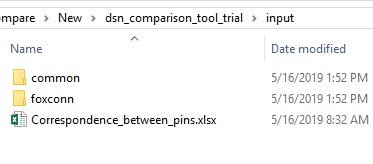 ompare > New > dsn_comparison_tool_trial > input
Name Date modified
common 5/16/2019 1:52 PM
foxconn 5/16/2019 1:52 PM
Correspondence_between_pins.xlsx 5/16/2019 8:32 AM